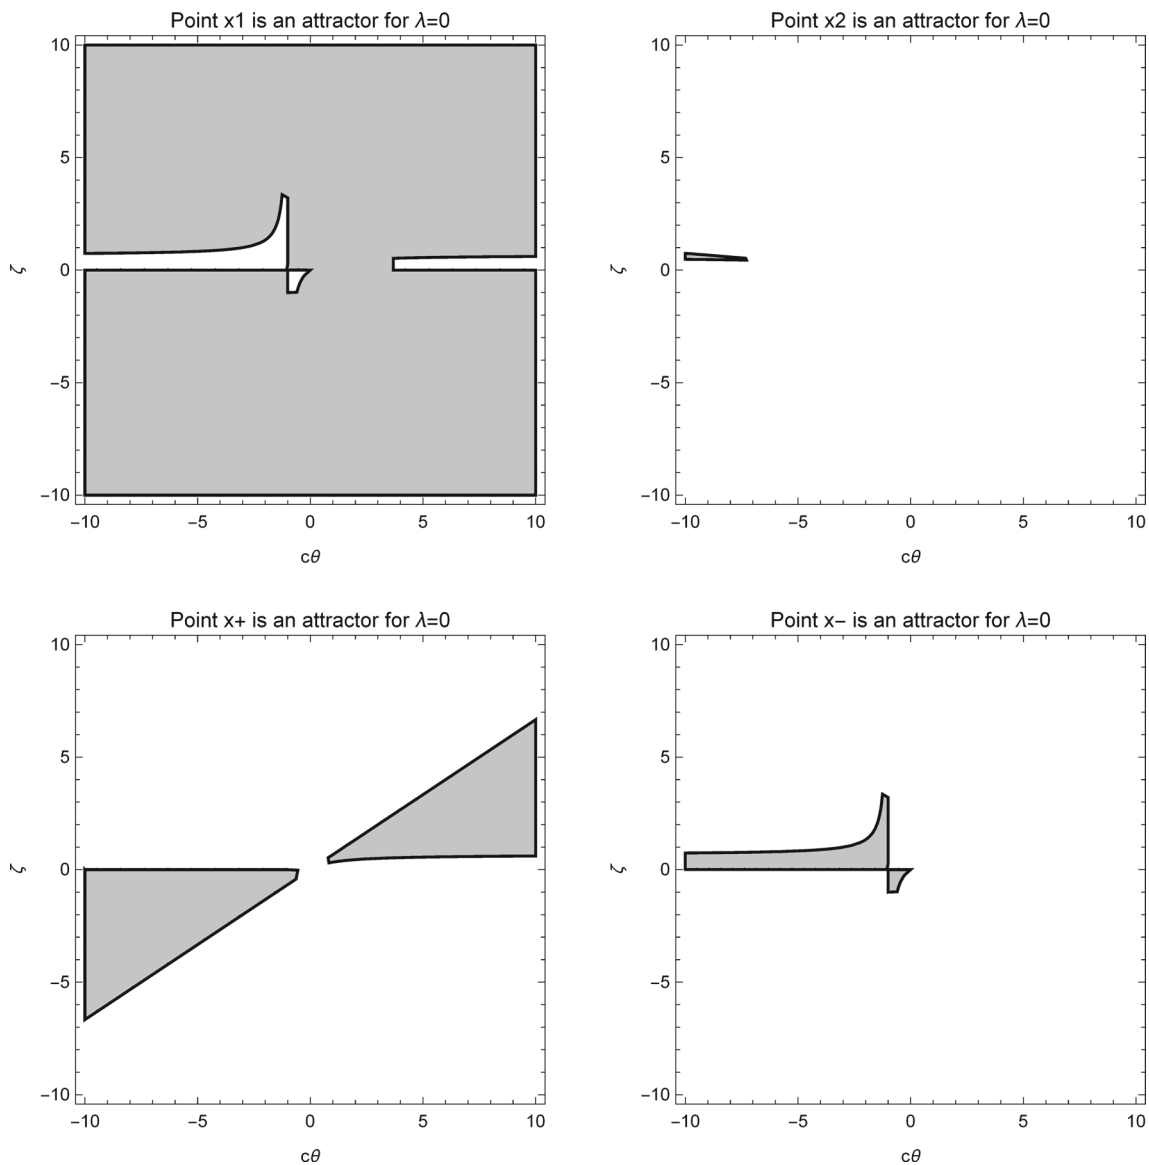 Point x1 is an attractor for λ=0
10
5
0
−5
−10
ζ
−10 −5 0 5 10
cθ
Point x2 is an attractor for λ=0
10
5
0
−5
−10
ζ
−10 −5 0 5 10
cθ
Point x+ is an attractor for λ=0
10
5
0
−5
−10
ζ
−10 −5 0 5 10
cθ
Point x− is an attractor for λ=0
10
5
0
−5
−10
ζ
−10 −5 0 5 10
cθ